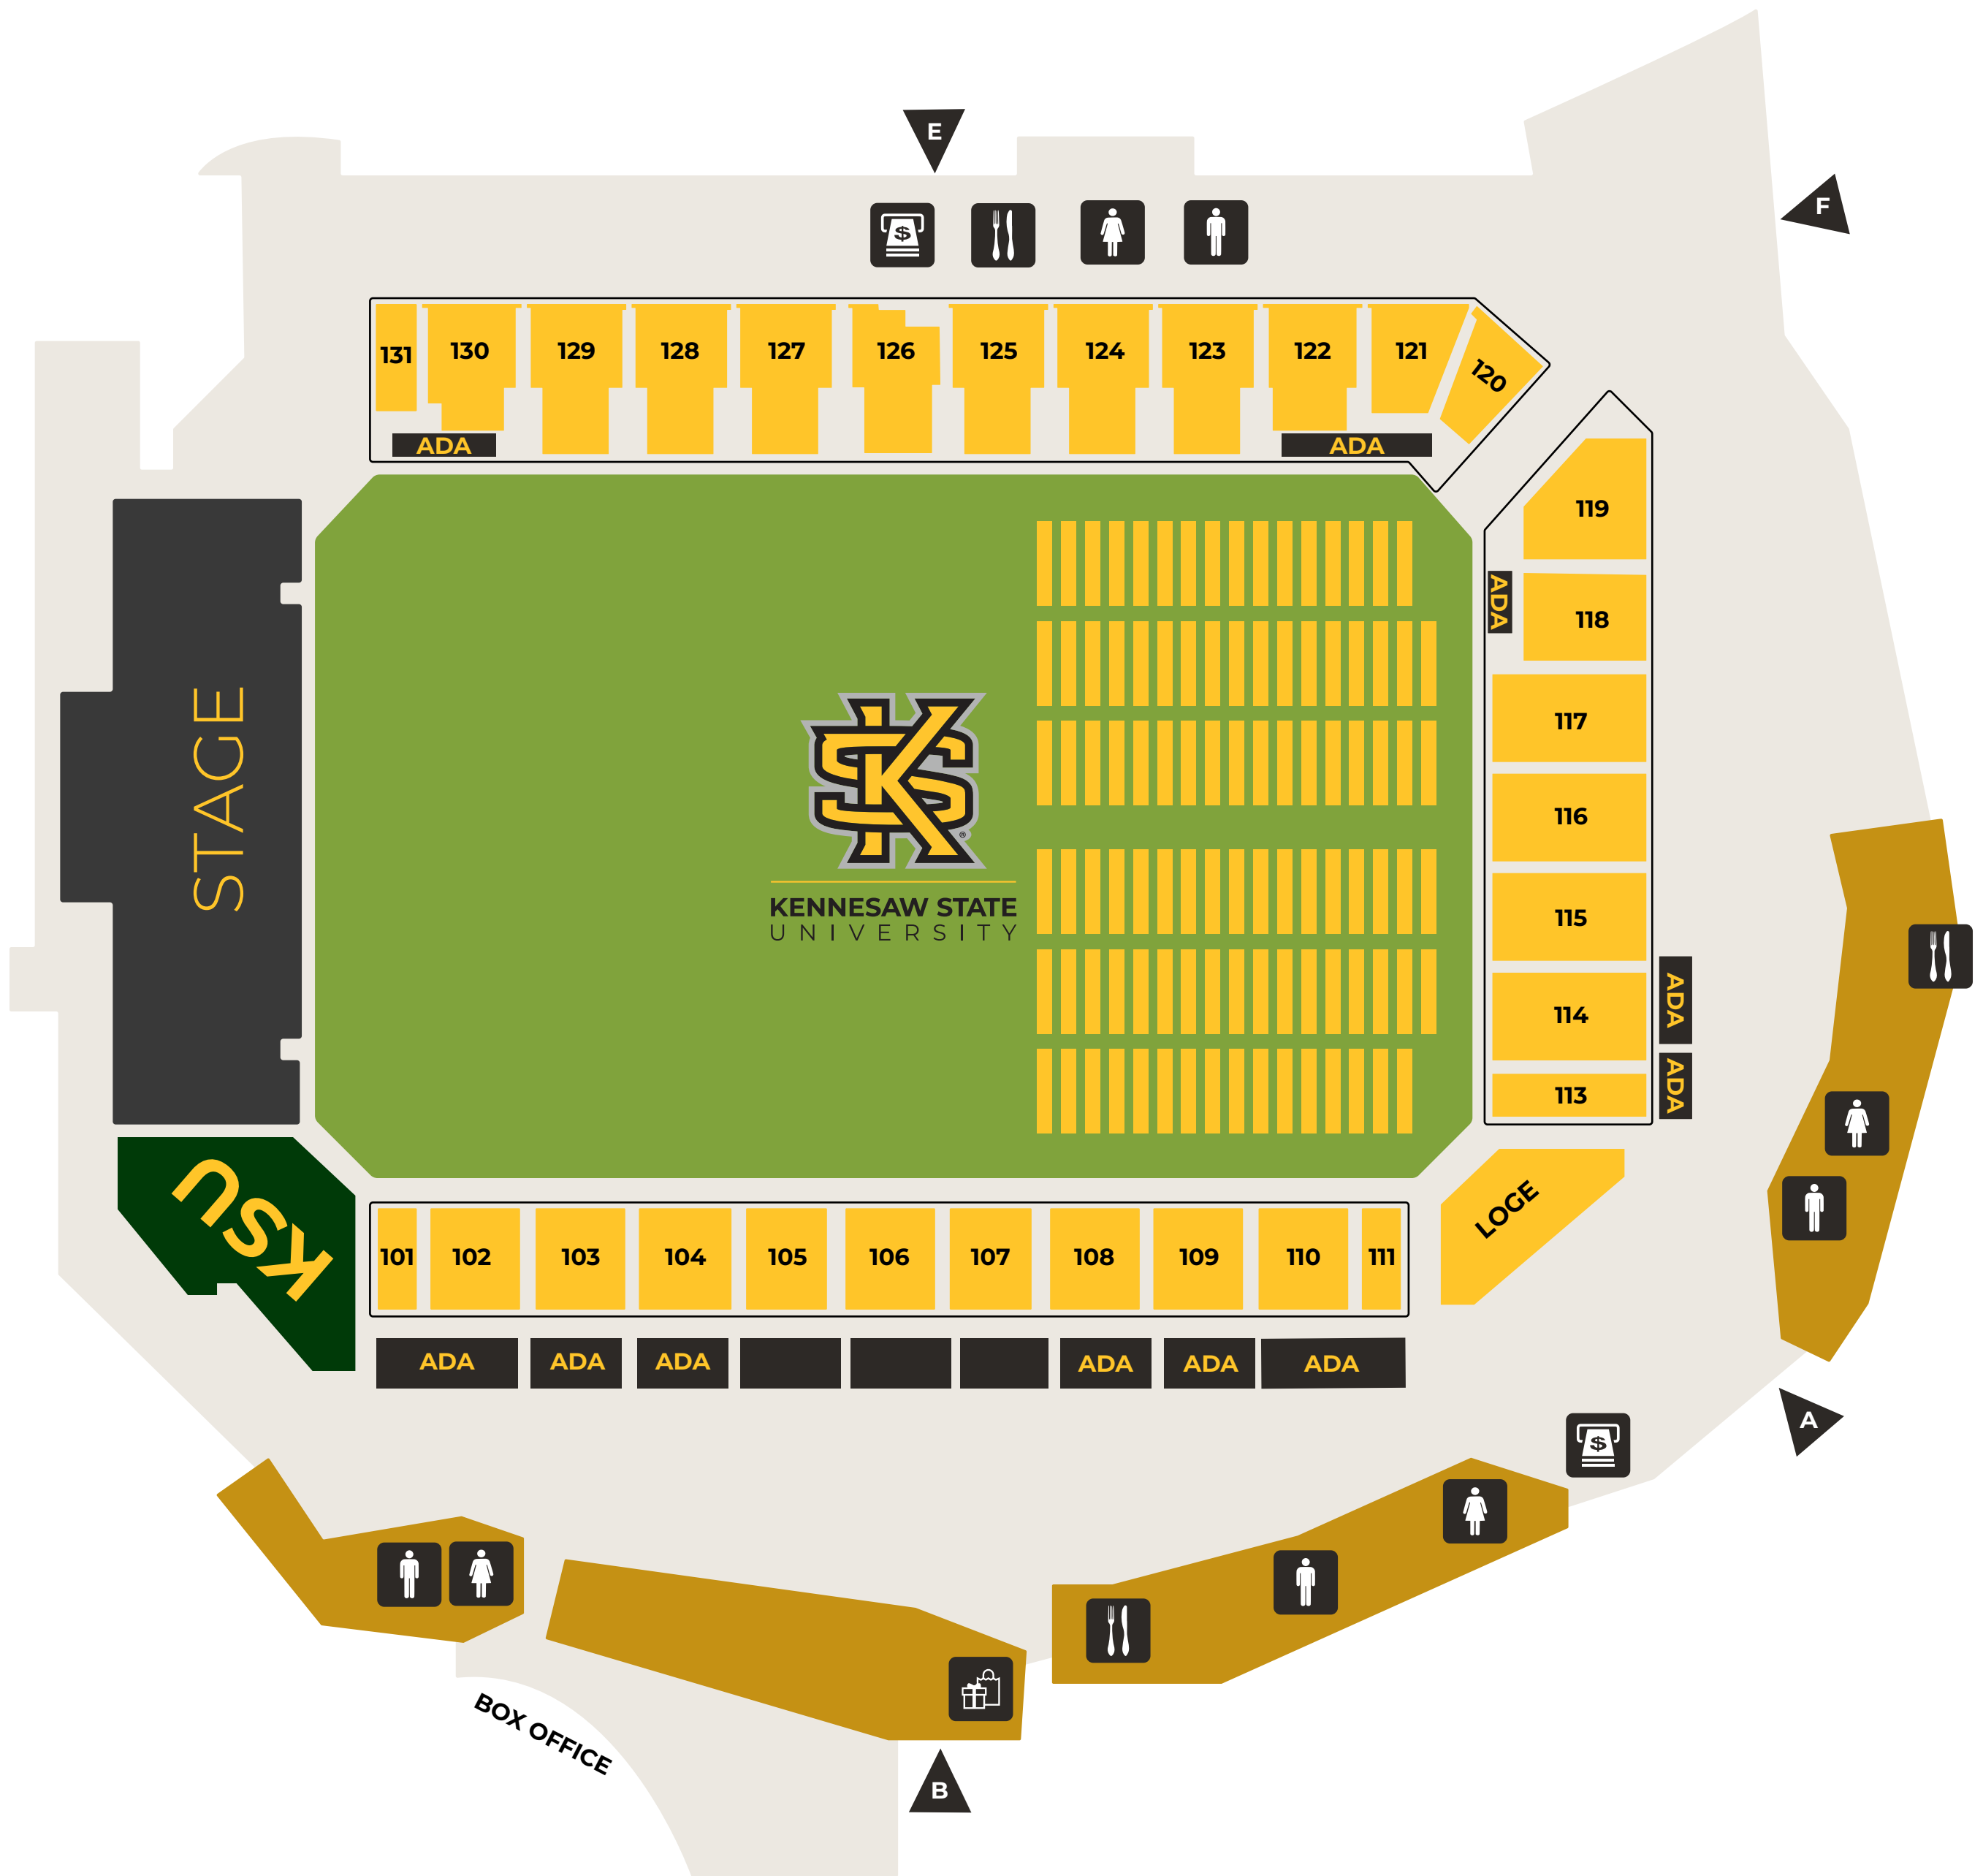 E
F
$
131
130
129
128
127
126
125
124
123
122
121
120
ADA
ADA
119
118
ADA
117
116
115
114
113
ADA
ADA
STAGE
KS
®
KENNESAW STATE
UNIVERSITY
KSU
LOGE
101
102
103
104
105
106
107
108
109
110
111
ADA
ADA
ADA
ADA
ADA
ADA
A
$
BOX OFFICE
B